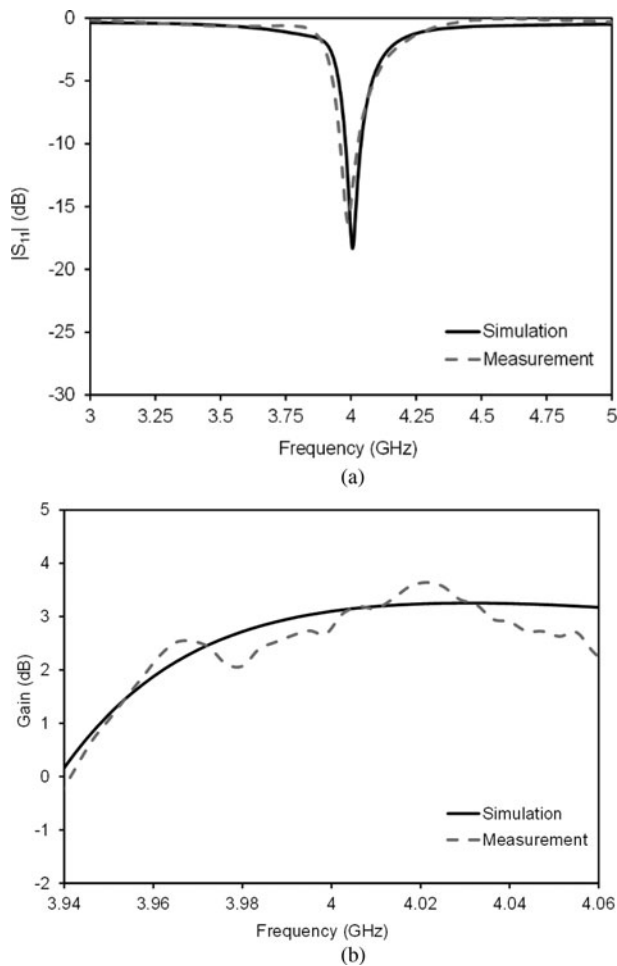 0
-5
-10
-15
-20
-25
-30
|S11| (dB)
Simulation
Measurement
3 3.25 3.5 3.75 4 4.25 4.5 4.75 5
Frequency (GHz)
(a)
5
4
3
2
1
0
-1
-2
Gain (dB)
Simulation
Measurement
3.94 3.96 3.98 4 4.02 4.04 4.06
Frequency (GHz)
(b)